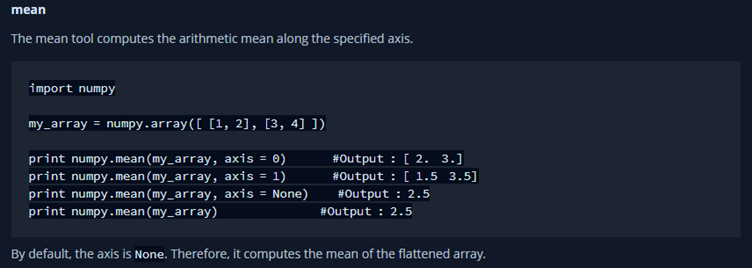 mean
The mean tool computes the arithmetic mean along the specified axis.
import numpy
my_array = numpy.array([ [1, 2], [3, 4] ])
print numpy.mean(my_array, axis = 0)      #Output : [ 2.  3.]
print numpy.mean(my_array, axis = 1)      #Output : [ 1.5  3.5]
print numpy.mean(my_array, axis = None)    #Output : 2.5
print numpy.mean(my_array)             #Output : 2.5
By default, the axis is None. Therefore, it computes the mean of the flattened array.